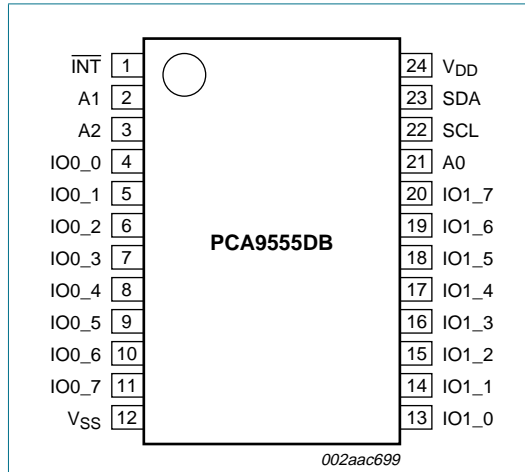 INT 1 24 VDD
A1 2 23 SDA
A2 3 22 SCL
IO0_0 4 21 A0
IO0_1 5 20 IO1_7
IO0_2 6 19 IO1_6
PCA9555DB
IO0_3 7 18 IO1_5
IO0_4 8 17 IO1_4
IO0_5 9 16 IO1_3
IO0_6 10 15 IO1_2
IO0_7 11 14 IO1_1
VSS 12 13 IO1_0
002aac699